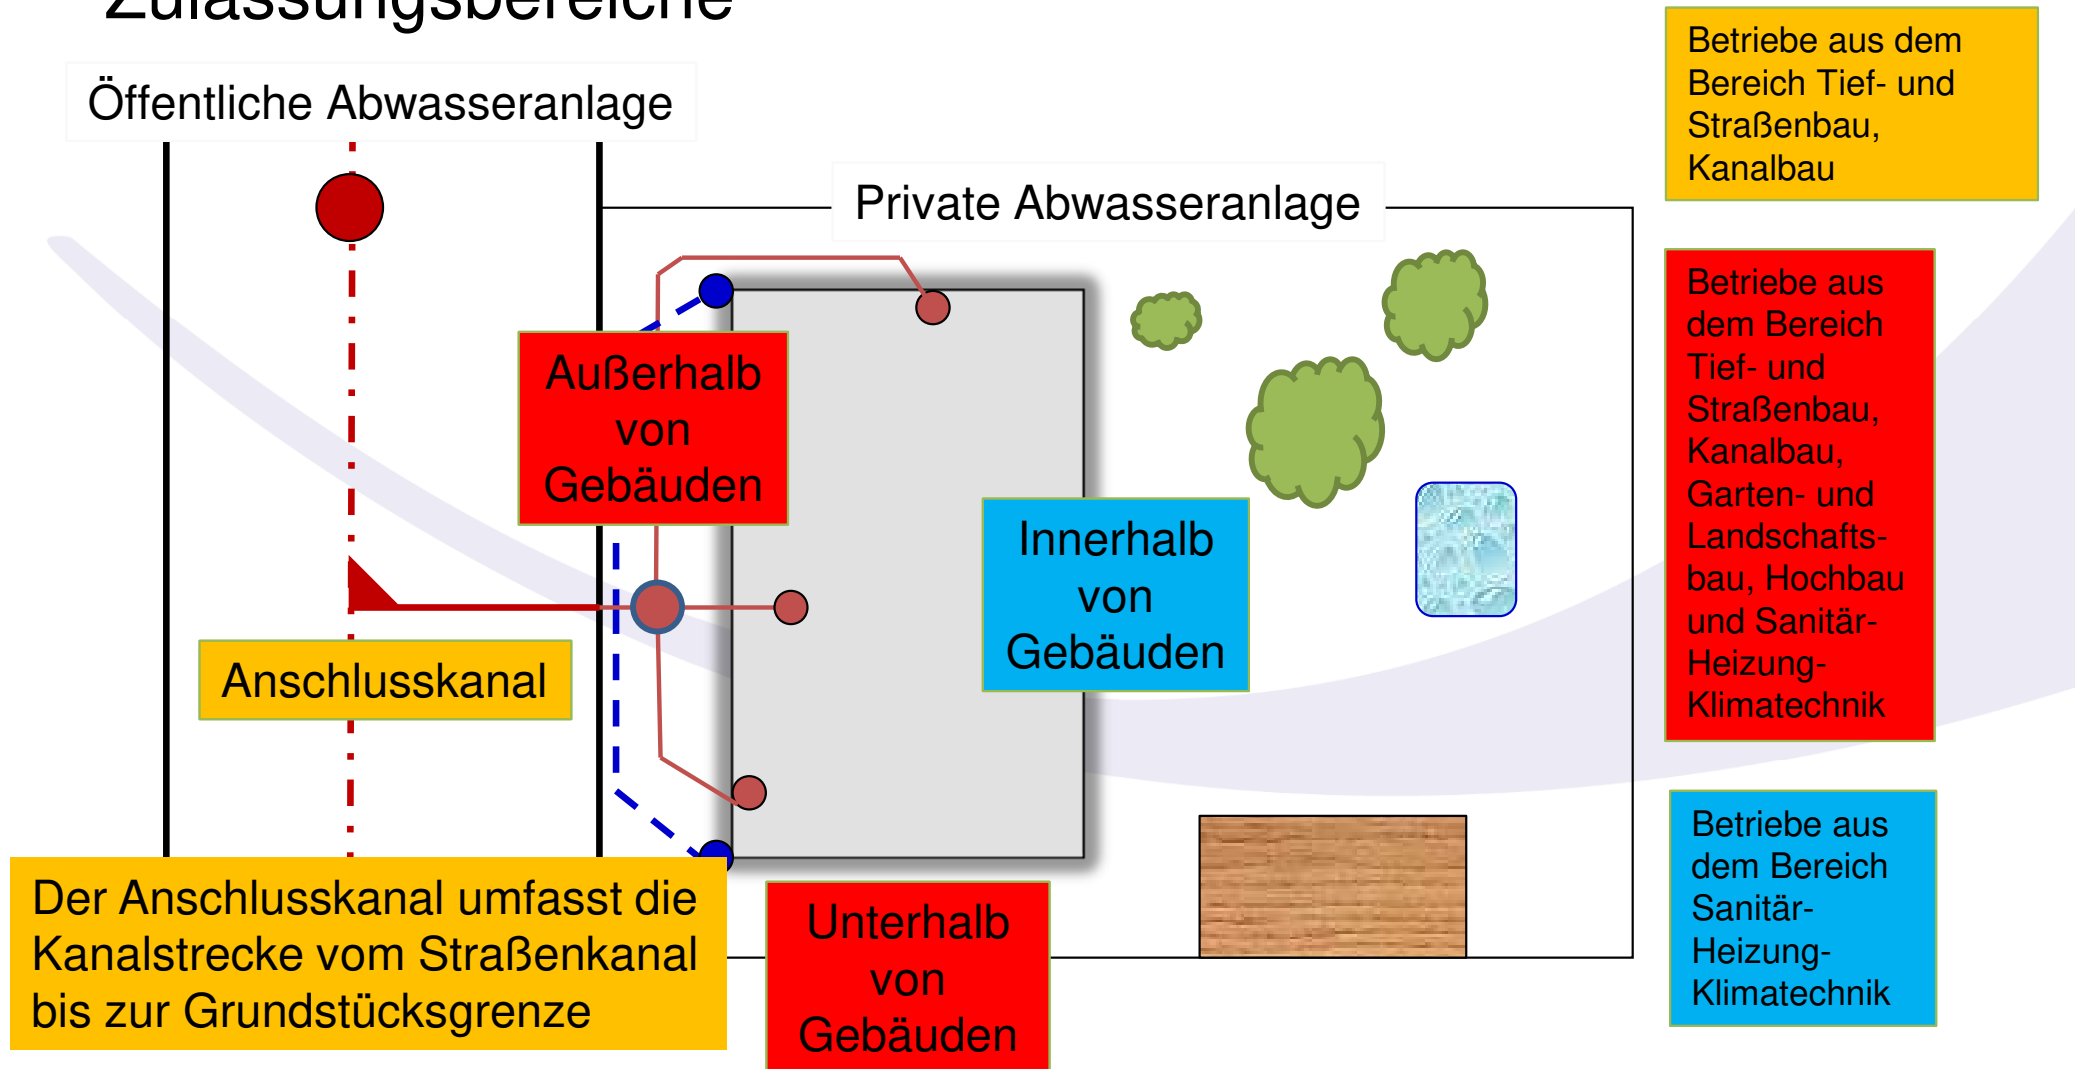 Zulassungsbereiche
Öffentliche Abwasseranlage
Private Abwasseranlage
Außerhalb
von
Gebäuden
Innerhalb
von
Gebäuden
Anschlusskanal
Der Anschlusskanal umfasst die
Kanalstrecke vom Straßenkanal
bis zur Grundstücksgrenze
Unterhalb
von
Gebäuden
Betriebe aus dem
Bereich Tief- und
Straßenbau,
Kanalbau
Betriebe aus
dem Bereich
Tief- und
Straßenbau,
Kanalbau,
Garten- und
Landschafts-
bau, Hochbau
und Sanitär-
Heizung-
Klimatechnik
Betriebe aus
dem Bereich
Sanitär-
Heizung-
Klimatechnik